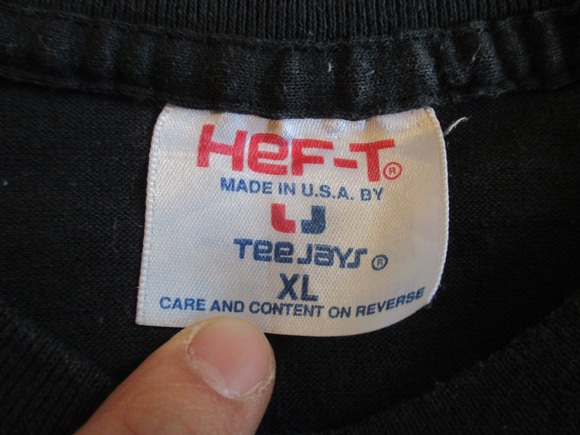 HeF-T®
MADE IN U.S.A. BY
TeeJays ®
XL
CARE AND CONTENT ON REVERSE